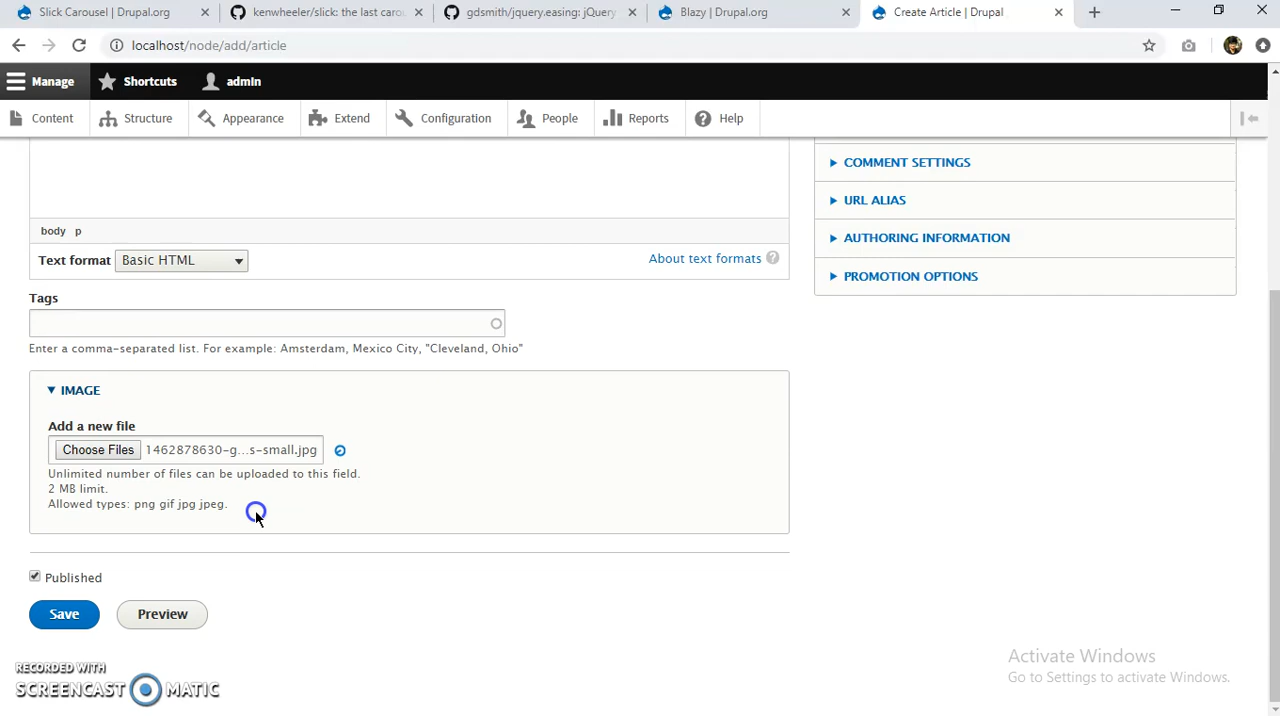 Slick Carousel | Drupal.org
kenwheeler/slick: the last carou
gdsmith/jquery.easing: jQuery
Blazy | Drupal.org
Create Article | Drupal
localhost/node/add/article
Manage
Shortcuts
admin
Content
Structure
Appearance
Extend
Configuration
People
Reports
Help
COMMENT SETTINGS
URL ALIAS
AUTHORING INFORMATION
PROMOTION OPTIONS
body p
Text format Basic HTML
About text formats ?
Tags
Enter a comma-separated list. For example: Amsterdam, Mexico City, "Cleveland, Ohio"
IMAGE
Add a new file
Choose Files 1462878630-g...s-small.jpg
Unlimited number of files can be uploaded to this field.
2 MB limit.
Allowed types: png gif jpg jpeg.
Published
Save
Preview
RECORDED WITH
SCREENCAST MATIC
Activate Windows
Go to Settings to activate Windows.